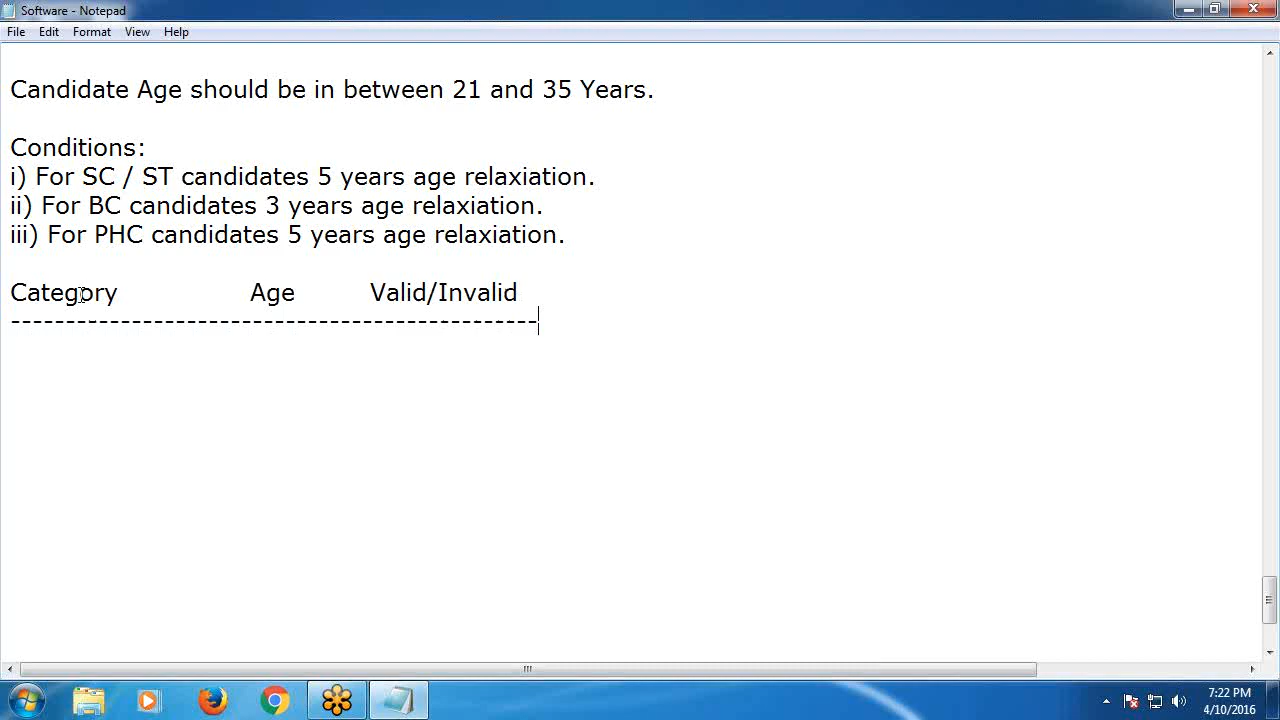 Software - Notepad
File Edit Format View Help
Candidate Age should be in between 21 and 35 Years.
Conditions:
i) For SC / ST candidates 5 years age relaxiation.
ii) For BC candidates 3 years age relaxiation.
iii) For PHC candidates 5 years age relaxiation.
Category Age Valid/Invalid
------------------------------------------------
7:22 PM
4/10/2016